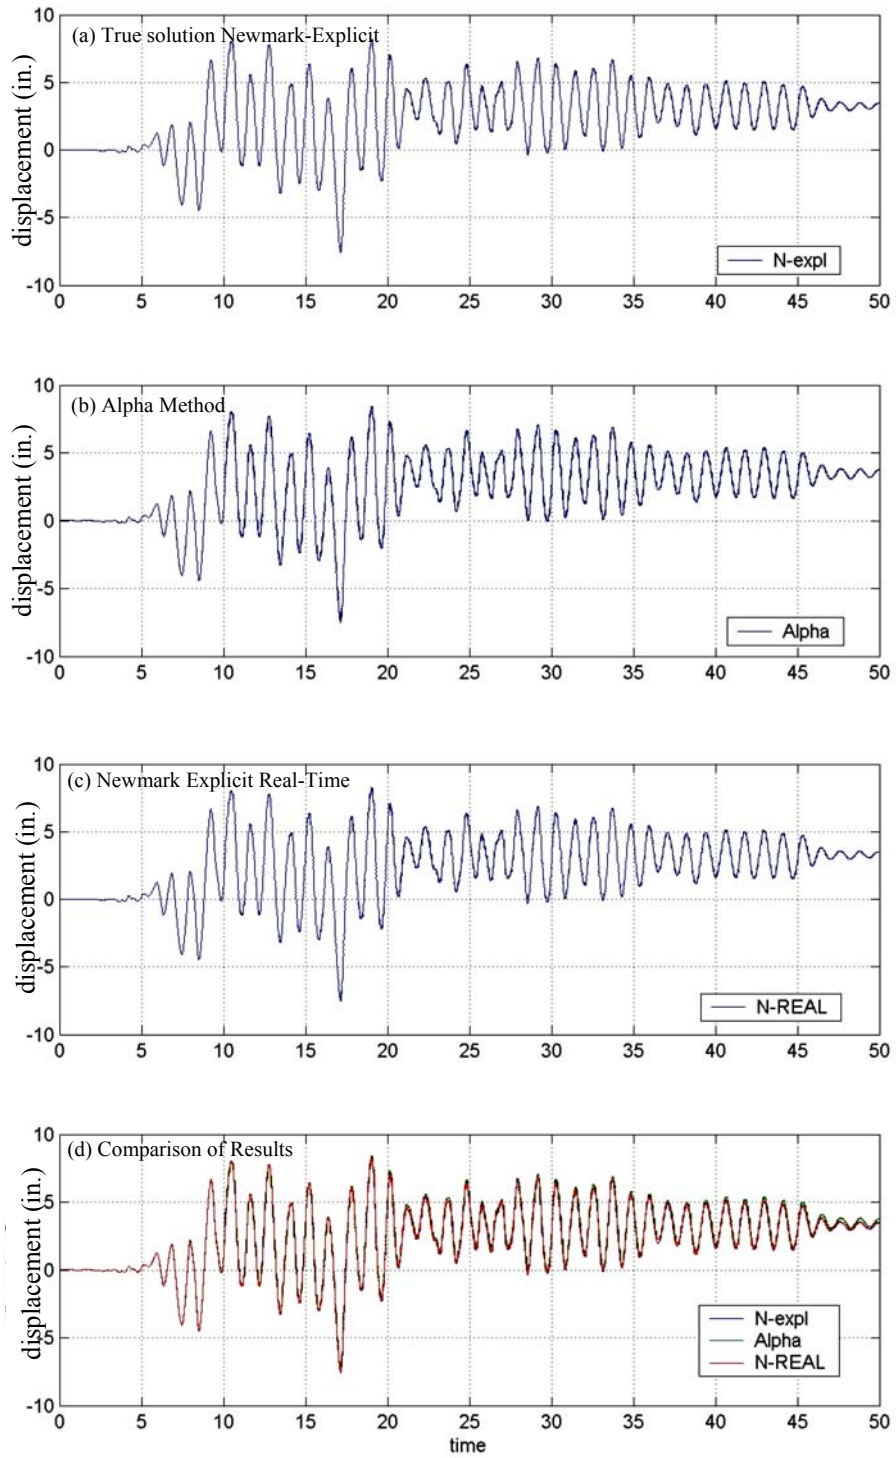 (a) True solution Newmark-Explicit
displacement (in.)
10
5
0
-5
-10
N-expl
0 5 10 15 20 25 30 35 40 45 50
(b) Alpha Method
displacement (in.)
10
5
0
-5
-10
Alpha
0 5 10 15 20 25 30 35 40 45 50
(c) Newmark Explicit Real-Time
displacement (in.)
10
5
0
-5
-10
N-REAL
0 5 10 15 20 25 30 35 40 45 50
(d) Comparison of Results
displacement (in.)
10
5
0
-5
-10
N-expl
Alpha
N-REAL
0 5 10 15 20 25 30 35 40 45 50
time